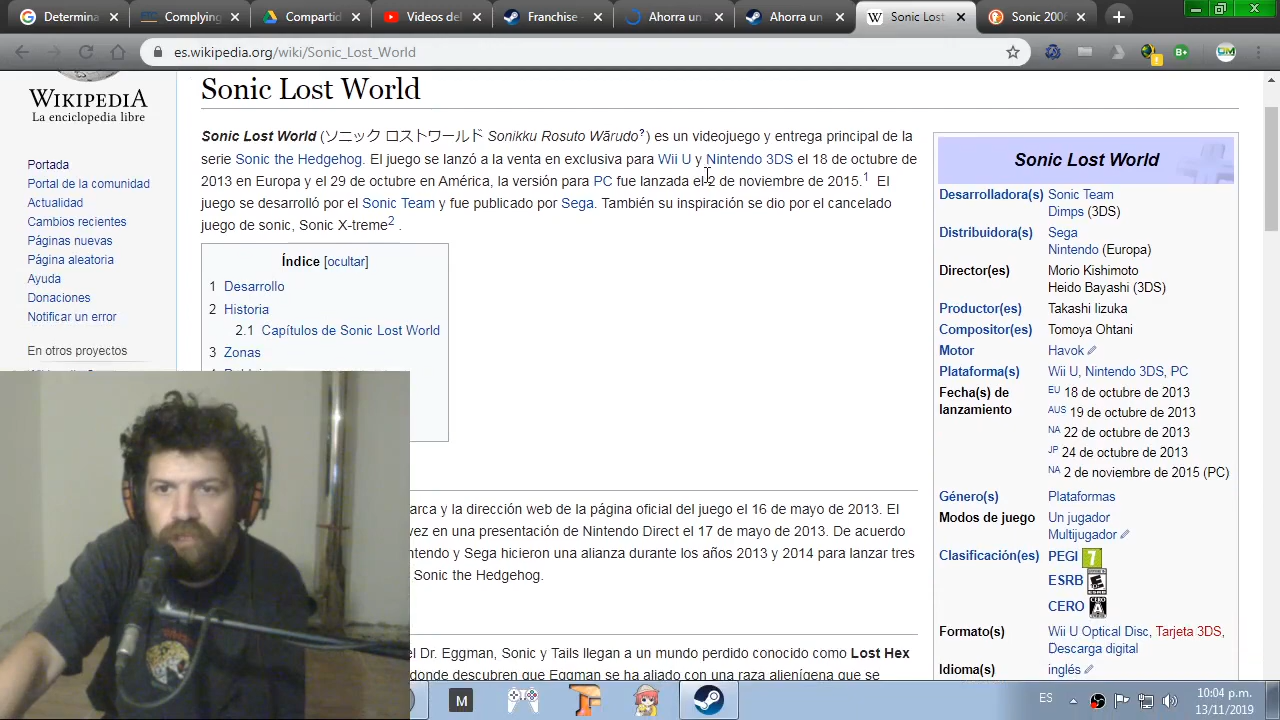 Determina
Complying
Compartid
Videos del
Franchise
Ahorra un
Ahorra un
Sonic Lost
Sonic 2006
es.wikipedia.org/wiki/Sonic_Lost_World
WIKIPEDIA
La enciclopedia libre
Portada
Portal de la comunidad
Actualidad
Cambios recientes
Páginas nuevas
Página aleatoria
Ayuda
Donaciones
Notificar un error
En otros proyectos
Sonic Lost World
Sonic Lost World (ソニック ロストワールド Sonikku Rosuto Wārudo?) es un videojuego y entrega principal de la
serie Sonic the Hedgehog. El juego se lanzó a la venta en exclusiva para Wii U y Nintendo 3DS el 18 de octubre de
2013 en Europa y el 29 de octubre en América, la versión para PC fue lanzada el 2 de noviembre de 2015.1 El
juego se desarrolló por el Sonic Team y fue publicado por Sega. También su inspiración se dio por el cancelado
juego de sonic, Sonic X-treme2 .
Índice [ocultar]
1 Desarrollo
2 Historia
2.1 Capítulos de Sonic Lost World
3 Zonas
arca y la dirección web de la página oficial del juego el 16 de mayo de 2013. El
vez en una presentación de Nintendo Direct el 17 de mayo de 2013. De acuerdo
ntendo y Sega hicieron una alianza durante los años 2013 y 2014 para lanzar tres
Sonic the Hedgehog.
el Dr. Eggman, Sonic y Tails llegan a un mundo perdido conocido como Lost Hex
donde descubren que Eggman se ha aliado con una raza alienígena que se
Sonic Lost World
Desarrolladora(s) Sonic Team
Dimps (3DS)
Distribuidora(s) Sega
Nintendo (Europa)
Director(es) Morio Kishimoto
Heido Bayashi (3DS)
Productor(es) Takashi Iizuka
Compositor(es) Tomoya Ohtani
Motor Havok
Plataforma(s) Wii U, Nintendo 3DS, PC
Fecha(s) de lanzamiento
EU 18 de octubre de 2013
AUS 19 de octubre de 2013
NA 22 de octubre de 2013
JP 24 de octubre de 2013
NA 2 de noviembre de 2015 (PC)
Género(s) Plataformas
Modos de juego Un jugador
Multijugador
Clasificación(es) PEGI 7
ESRB E
CERO A
Formato(s) Wii U Optical Disc, Tarjeta 3DS,
Descarga digital
Idioma(s) inglés
M
ES
10:04 p.m.
13/11/2019